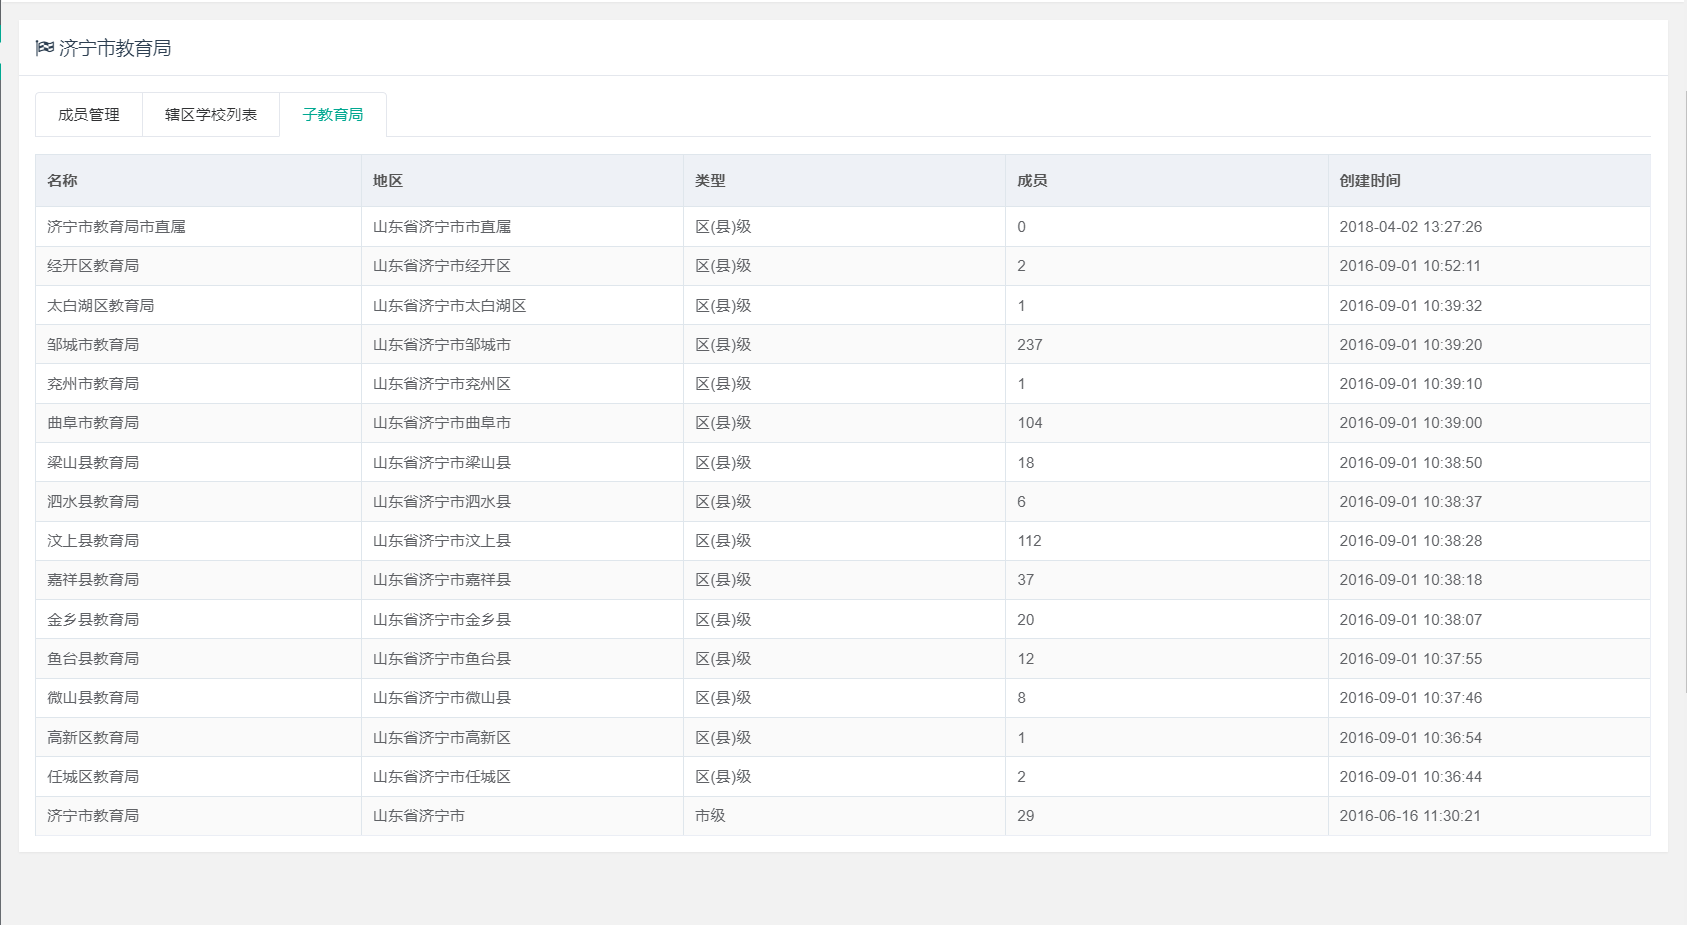 济宁市教育局
成员管理 辖区学校列表 子教育局
名称 地区 类型 成员 创建时间
济宁市教育局市直属 山东省济宁市市直属 区(县)级 0 2018-04-02 13:27:26
经开区教育局 山东省济宁市经开区 区(县)级 2 2016-09-01 10:52:11
太白湖区教育局 山东省济宁市太白湖区 区(县)级 1 2016-09-01 10:39:32
邹城市教育局 山东省济宁市邹城市 区(县)级 237 2016-09-01 10:39:20
兖州市教育局 山东省济宁市兖州区 区(县)级 1 2016-09-01 10:39:10
曲阜市教育局 山东省济宁市曲阜市 区(县)级 104 2016-09-01 10:39:00
梁山县教育局 山东省济宁市梁山县 区(县)级 18 2016-09-01 10:38:50
泗水县教育局 山东省济宁市泗水县 区(县)级 6 2016-09-01 10:38:37
汶上县教育局 山东省济宁市汶上县 区(县)级 112 2016-09-01 10:38:28
嘉祥县教育局 山东省济宁市嘉祥县 区(县)级 37 2016-09-01 10:38:18
金乡县教育局 山东省济宁市金乡县 区(县)级 20 2016-09-01 10:38:07
鱼台县教育局 山东省济宁市鱼台县 区(县)级 12 2016-09-01 10:37:55
微山县教育局 山东省济宁市微山县 区(县)级 8 2016-09-01 10:37:46
高新区教育局 山东省济宁市高新区 区(县)级 1 2016-09-01 10:36:54
任城区教育局 山东省济宁市任城区 区(县)级 2 2016-09-01 10:36:44
济宁市教育局 山东省济宁市 市级 29 2016-06-16 11:30:21